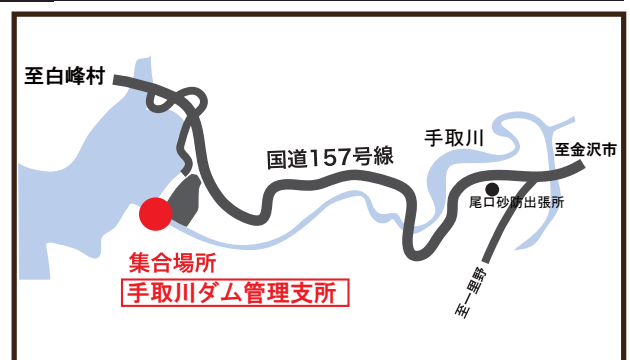 至白峰村
国道157号線
手取川
至金沢市
尾口砂防出張所
至一里野
集合場所
手取川ダム管理支所